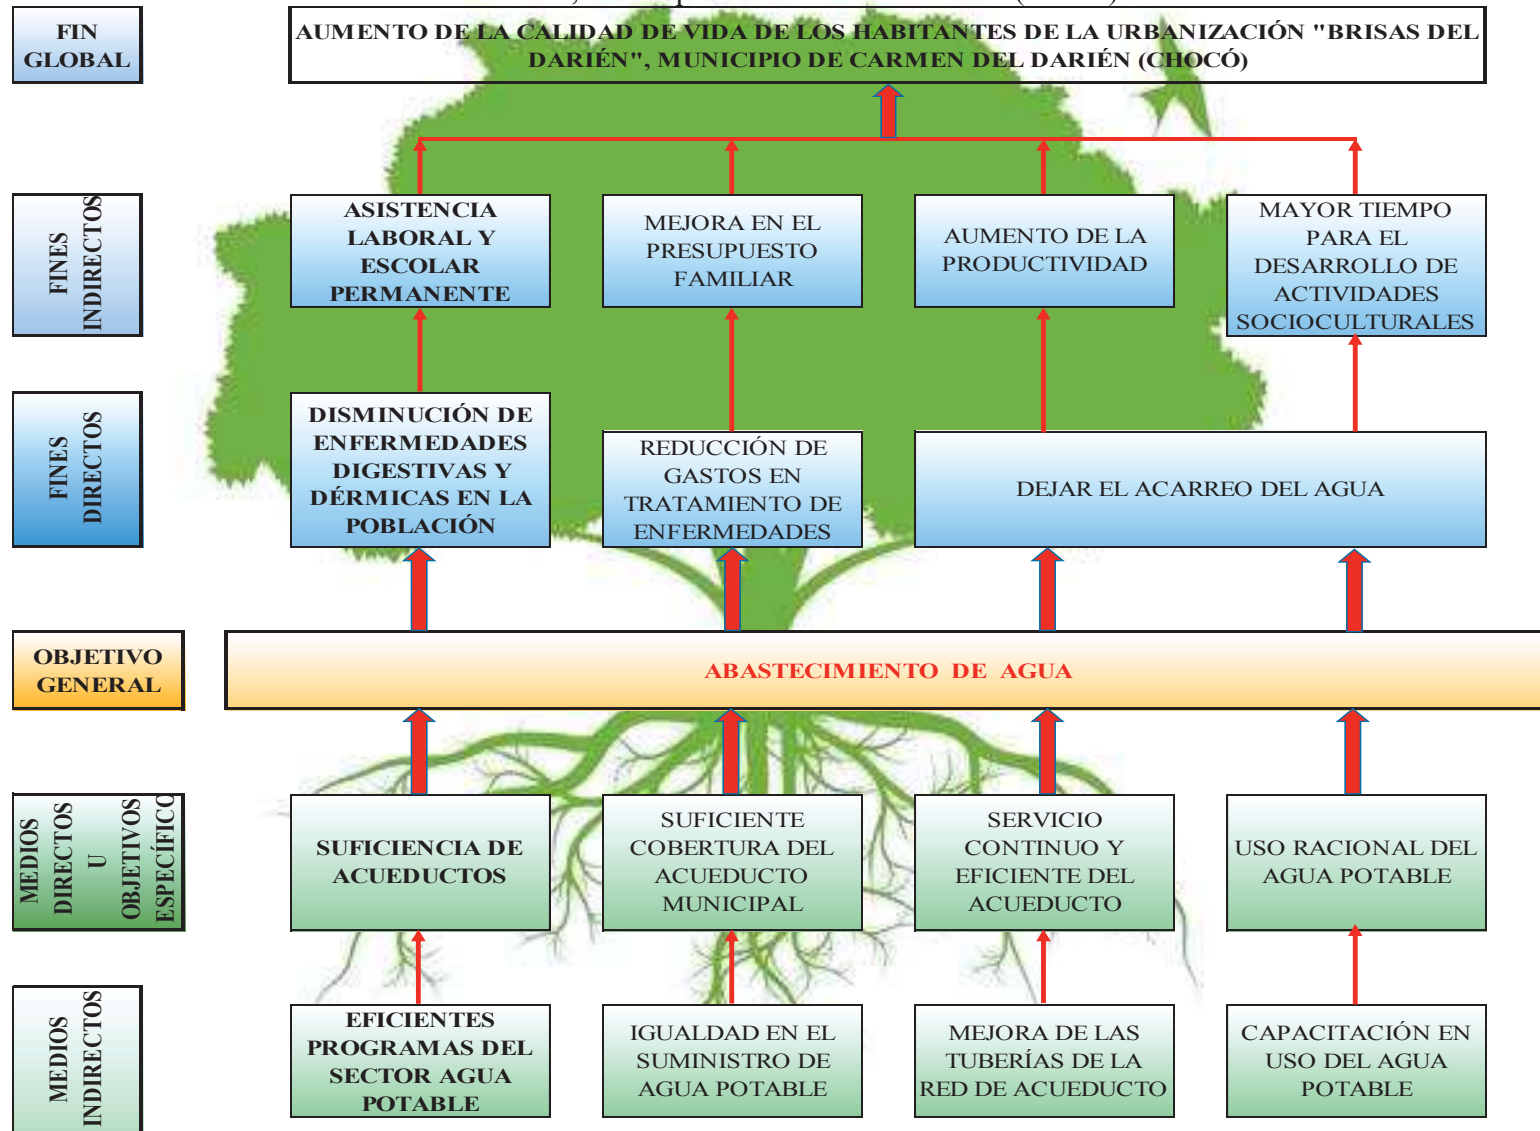 FIN
GLOBAL
AUMENTO DE LA CALIDAD DE VIDA DE LOS HABITANTES DE LA URBANIZACIÓN "BRISAS DEL
DARIÉN", MUNICIPIO DE CARMEN DEL DARIÉN (CHOCÓ)
FINES
INDIRECTOS
ASISTENCIA
LABORAL Y
ESCOLAR
PERMANENTE
MEJORA EN EL
PRESUPUESTO
FAMILIAR
AUMENTO DE LA
PRODUCTIVIDAD
MAYOR TIEMPO
PARA EL
DESARROLLO DE
ACTIVIDADES
SOCIOCULTURALES
FINES
DIRECTOS
DISMINUCIÓN DE
ENFERMEDADES
DIGESTIVAS Y
DÉRMICAS EN LA
POBLACIÓN
REDUCCIÓN DE
GASTOS EN
TRATAMIENTO DE
ENFERMEDADES
DEJAR EL ACARREO DEL AGUA
OBJETIVO
GENERAL
ABASTECIMIENTO DE AGUA
MEDIOS
DIRECTOS
U
OBJETIVOS
ESPECÍFICO
SUFICIENCIA DE
ACUEDUCTOS
SUFICIENTE
COBERTURA DEL
ACUEDUCTO
MUNICIPAL
SERVICIO
CONTINUO Y
EFICIENTE DEL
ACUEDUCTO
USO RACIONAL DEL
AGUA POTABLE
MEDIOS
INDIRECTOS
EFICIENTES
PROGRAMAS DEL
SECTOR AGUA
POTABLE
IGUALDAD EN EL
SUMINISTRO DE
AGUA POTABLE
MEJORA DE LAS
TUBERÍAS DE LA
RED DE ACUEDUCTO
CAPACITACIÓN EN
USO DEL AGUA
POTABLE